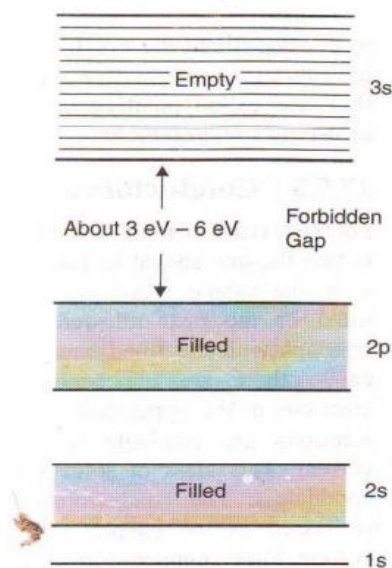 Empty
3s
About 3 eV – 6 eV
Forbidden
Gap
Filled
2p
Filled
2s
1s